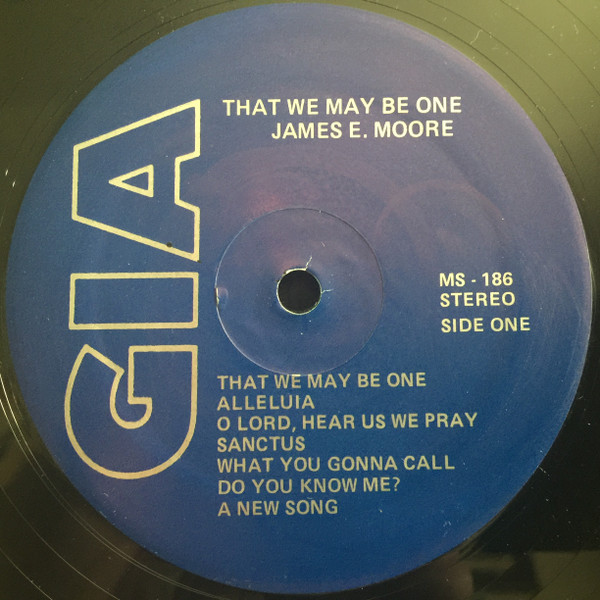 THAT WE MAY BE ONE
JAMES E. MOORE
GIA
MS - 186
STEREO
SIDE ONE
THAT WE MAY BE ONE
ALLELUIA
O LORD, HEAR US WE PRAY
SANCTUS
WHAT YOU GONNA CALL
DO YOU KNOW ME?
A NEW SONG